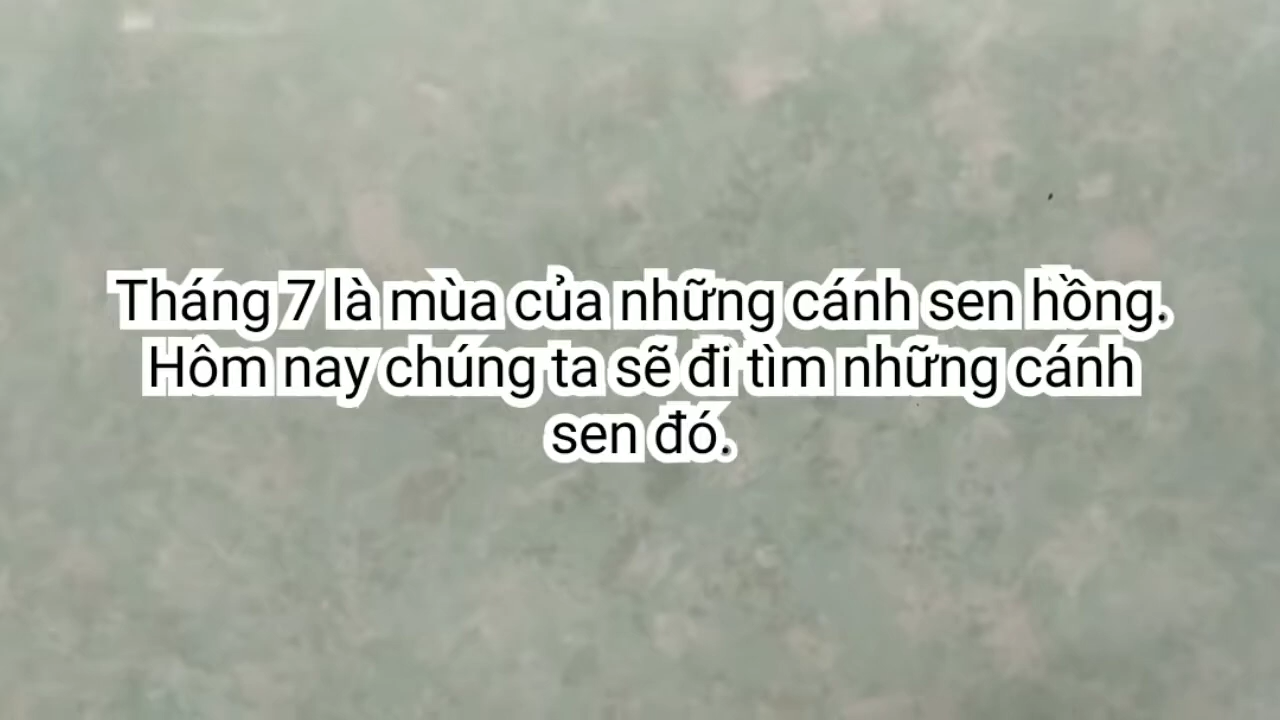 Tháng 7 là mùa của những cánh sen hồng.
Hôm nay chúng ta sẽ đi tìm những cánh
sen đó.